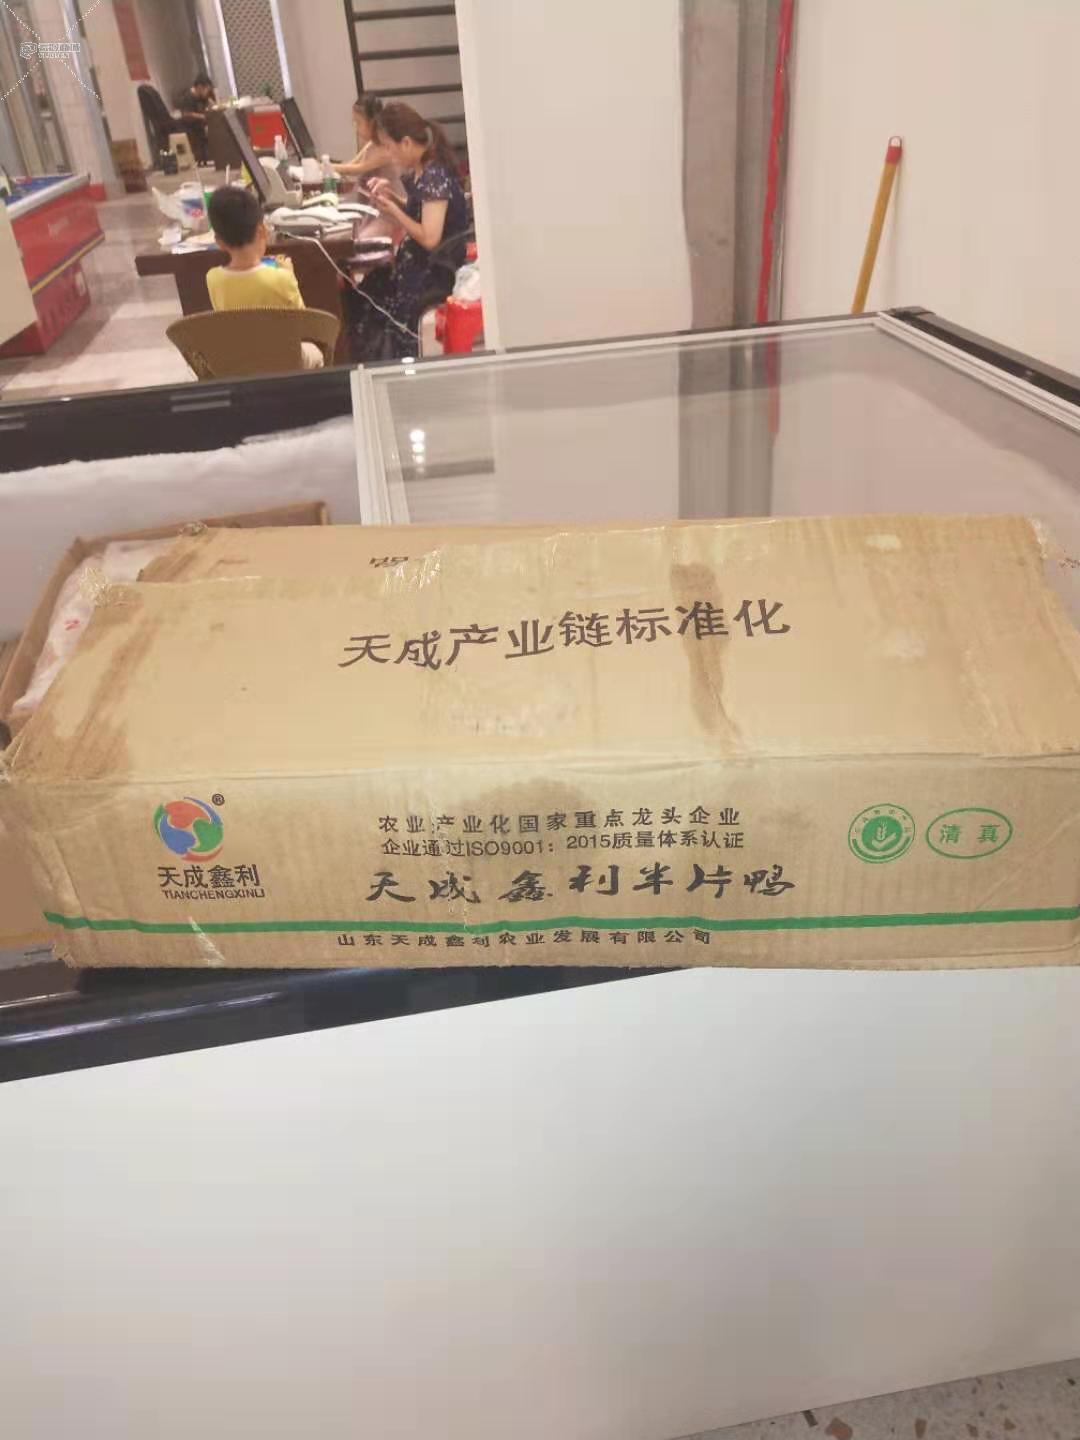 天成产业链标准化
®
天成鑫利
TIANCHENGXINLI
农业产业化国家重点龙头企业
企业通过ISO9001：2015质量体系认证
天成鑫利半片鸭
山东天成鑫利农业发展有限公司
清真
2